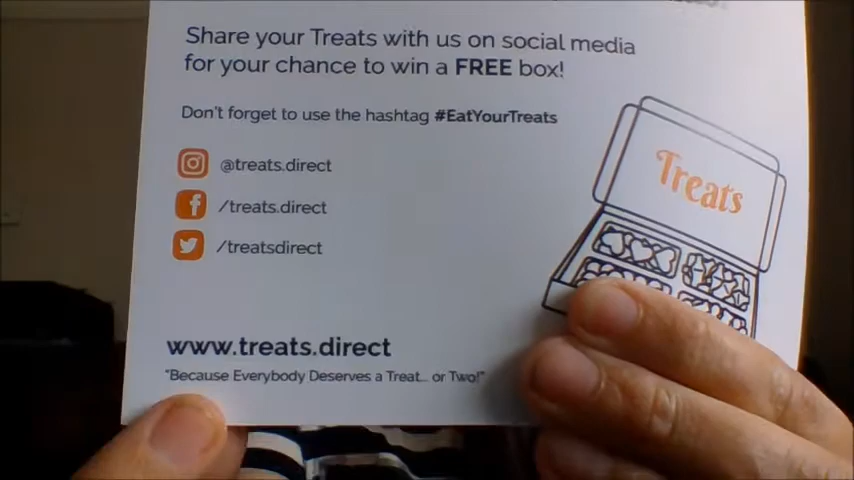 Share your Treats with us on social media
for your chance to win a FREE box!
Don't forget to use the hashtag #EatYourTreats
@treats.direct
/treats.direct
/treatsdirect
Treats
www.treats.direct
"Because Everybody Deserves a Treat... or Two!"